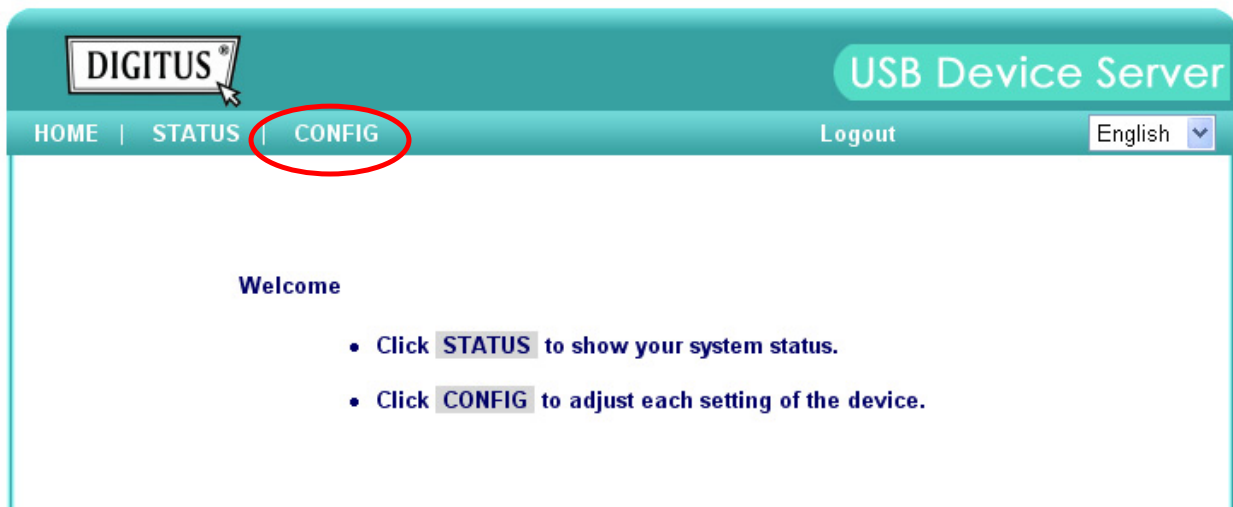 DIGITUS®
USB Device Server
HOME | STATUS | CONFIG Logout English
Welcome
• Click STATUS to show your system status.
• Click CONFIG to adjust each setting of the device.